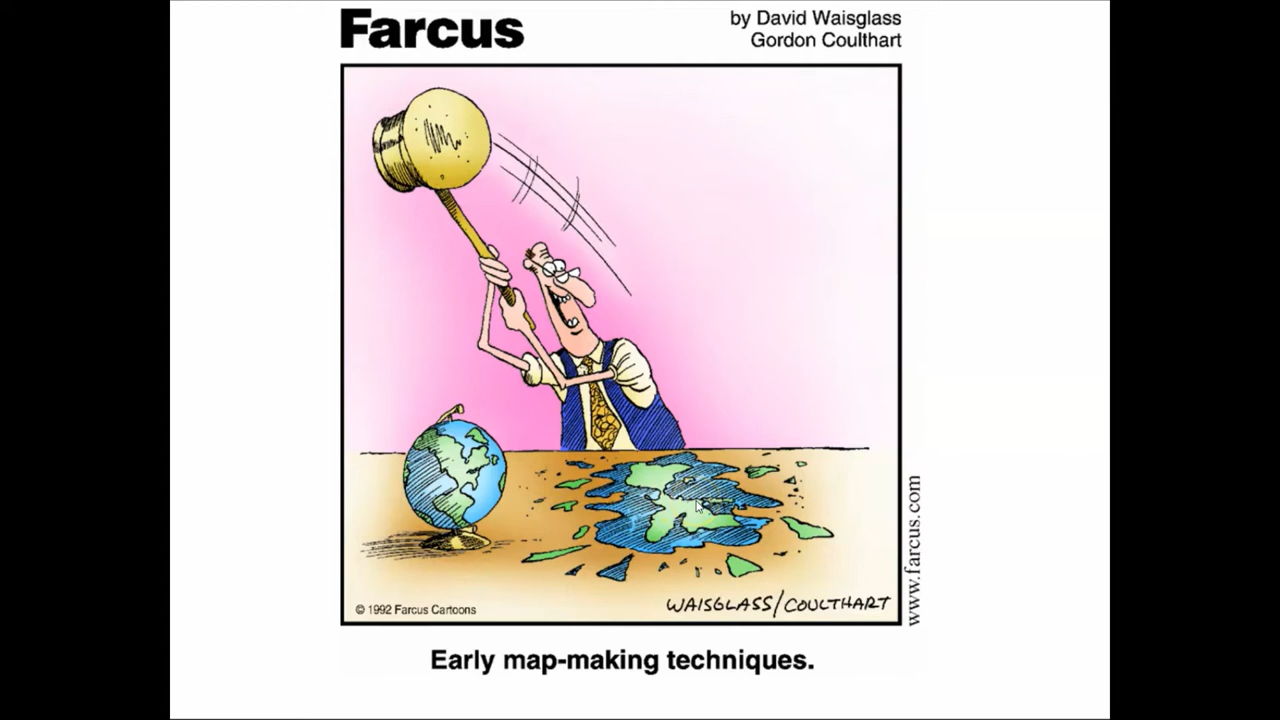 Farcus
by David Waisglass
Gordon Coulthart
© 1992 Farcus Cartoons
WAISGLASS/COULTHART
www.farcus.com
Early map-making techniques.